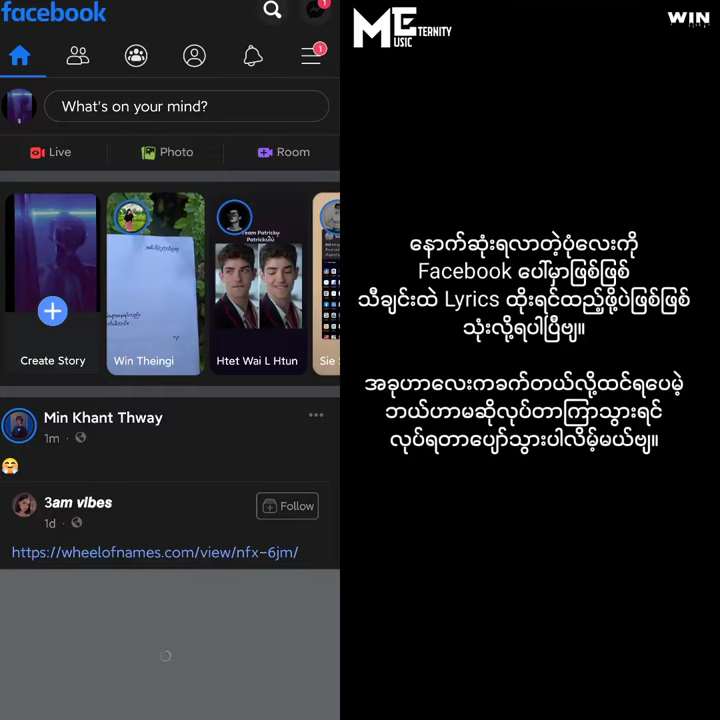 facebook
1
1
What's on your mind?
Live
Photo
Room
Team Patricky
Create Story
Win Theingi
Htet Wai L Htun
Sie
Min Khant Thway
1m
3am vibes
1d
Follow
https://wheelofnames.com/view/nfx-6jm/
MUSIC ETERNITY
WIN
နောက်ဆုံးရလာတဲ့ပုံလေးကို
Facebook ပေါ်မှာဖြစ်ဖြစ်
သီချင်းထဲ Lyrics ထိုးရင်ထည့်ဖို့ပဲဖြစ်ဖြစ်
သုံးလို့ရပါပြီဗျ။
အခုဟာလေးကခက်တယ်လို့ထင်ရပေမဲ့
ဘယ်ဟာမဆိုလုပ်တာကြာသွားရင်
လုပ်ရတာပျော်သွားပါလိမ့်မယ်ဗျ။